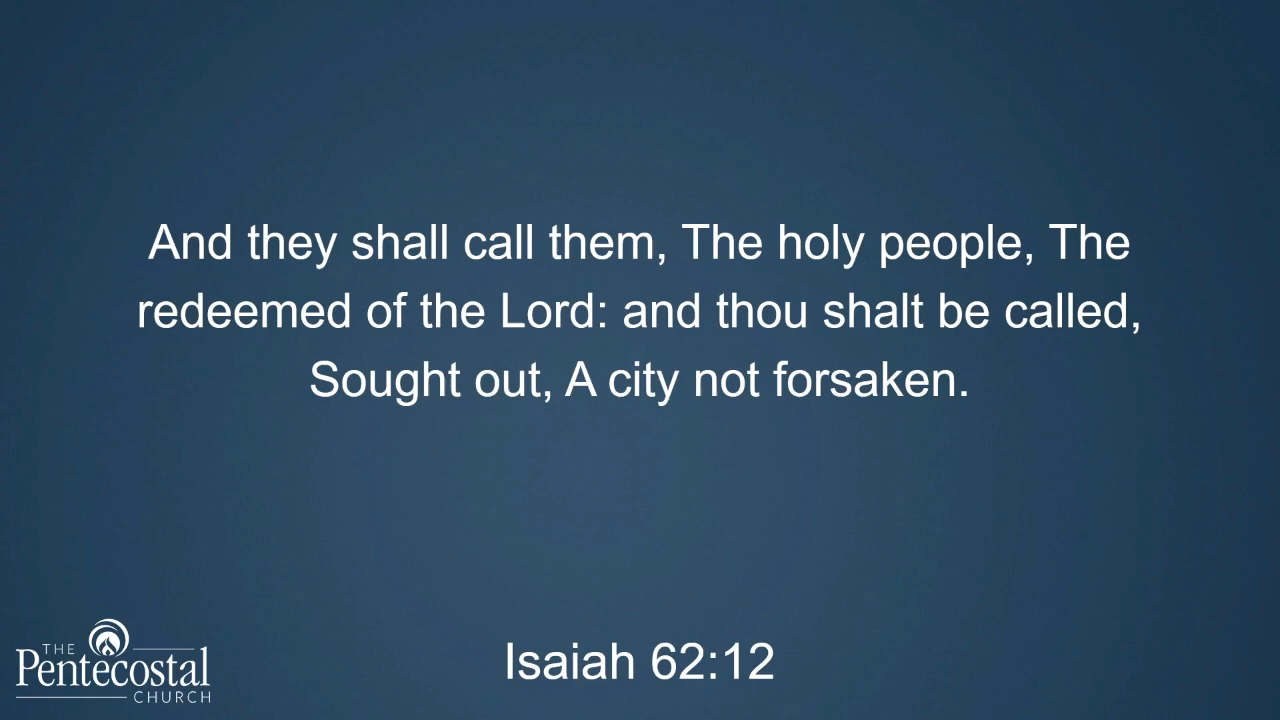 And they shall call them, The holy people, The
redeemed of the Lord: and thou shalt be called,
Sought out, A city not forsaken.
Isaiah 62:12
THE
Pentecostal
CHURCH